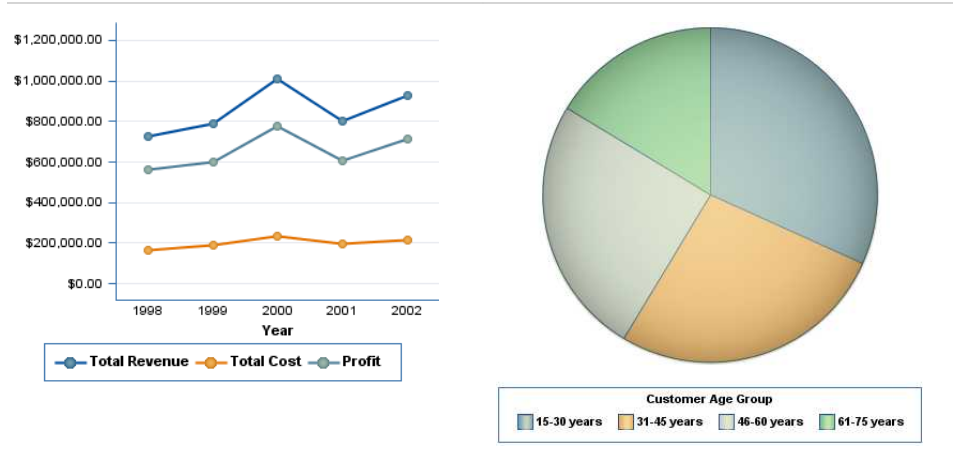 $1,200,000.00
$1,000,000.00
$800,000.00
$600,000.00
$400,000.00
$200,000.00
$0.00
1998 1999 2000 2001 2002
Year
Total Revenue Total Cost Profit
Customer Age Group
15-30 years 31-45 years 46-60 years 61-75 years